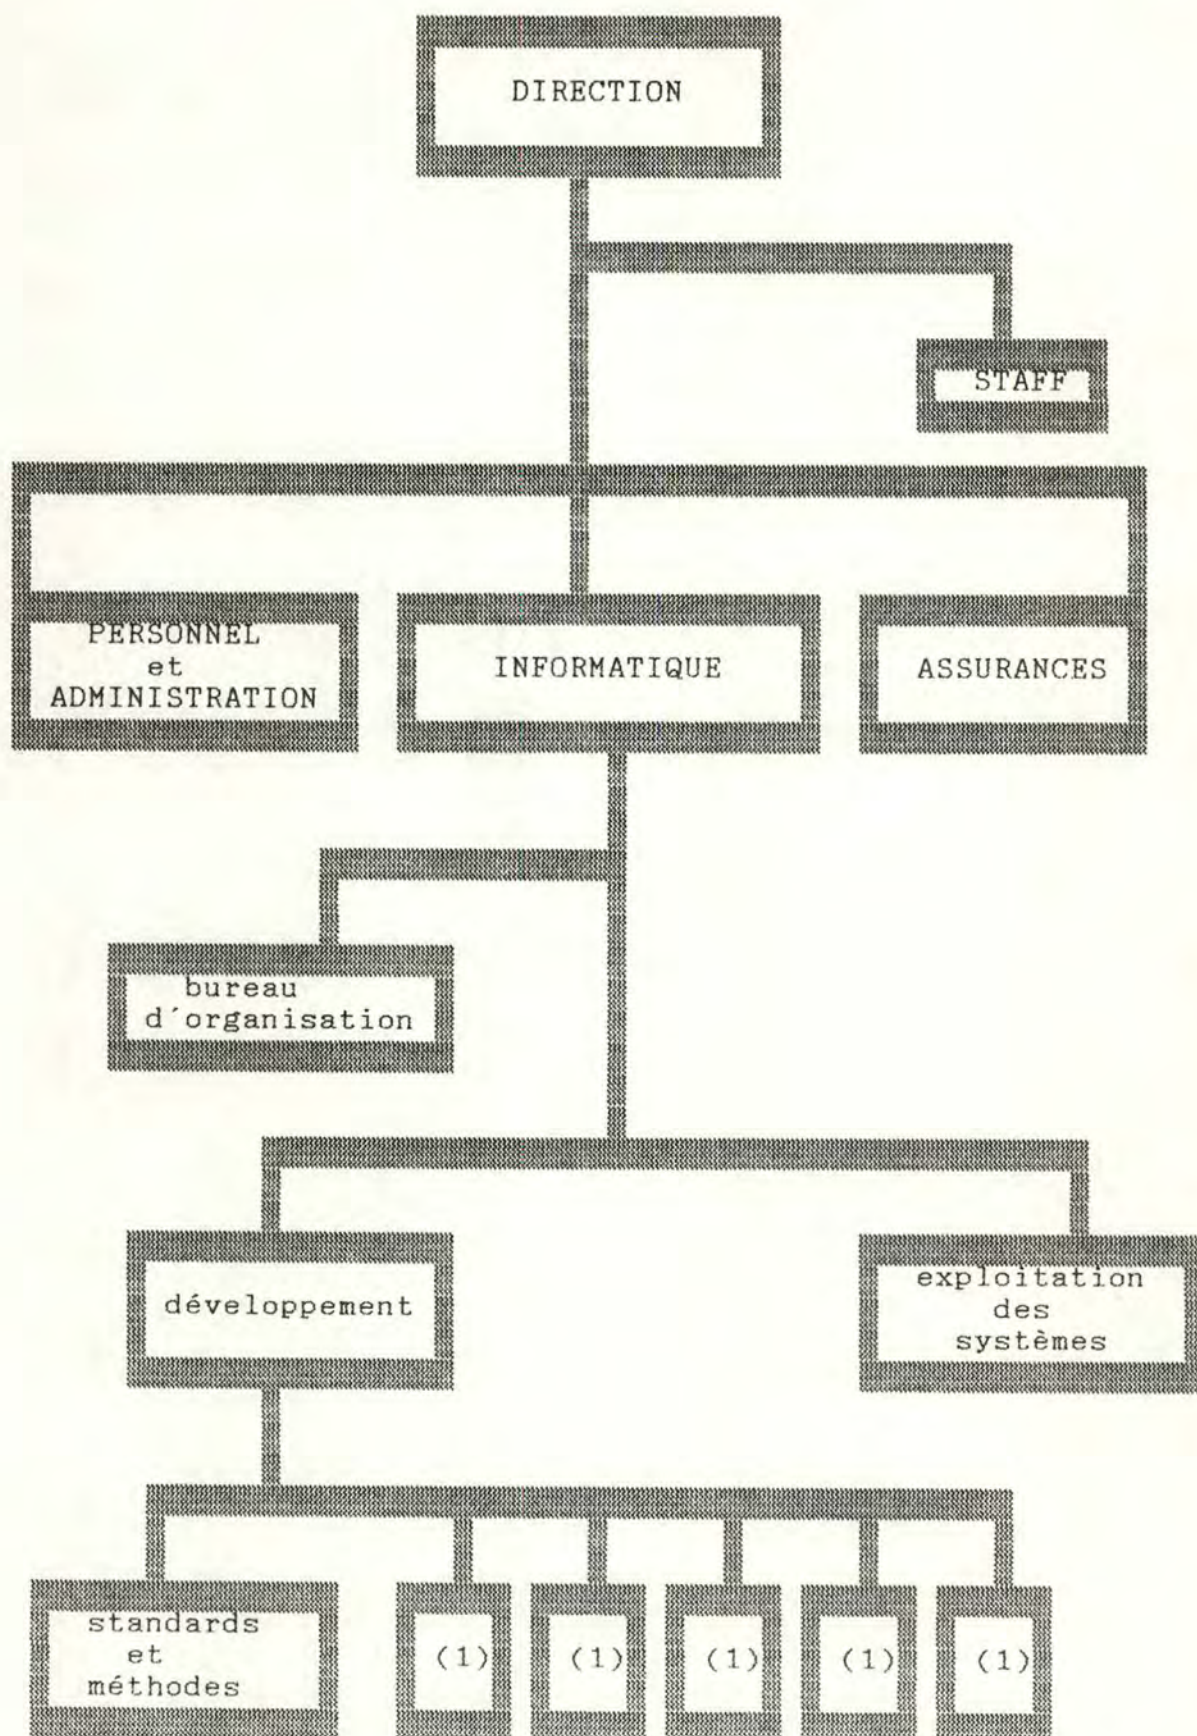 DIRECTION
STAFF
PERSONNEL
et
ADMINISTRATION
INFORMATIQUE
ASSURANCES
bureau
d´organisation
développement
exploitation
des
systèmes
standards
et
méthodes
(1)
(1)
(1)
(1)
(1)